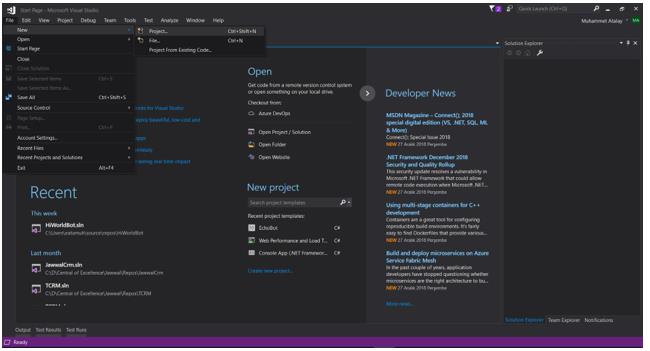 Start Page - Microsoft Visual Studio
2
Quick Launch (Ctrl+Q)
File Edit View Project Debug Team Tools Test Analyze Window Help
Muhammet Atalay
MA
New
Open
Start Page
Close
Close Solution
Save Selected Items Ctrl+S
Save Selected Items As...
Save All Ctrl+Shift+S
Source Control
Page Setup...
Print... Ctrl+P
Account Settings...
Recent Files
Recent Projects and Solutions
Exit Alt+F4
Project... Ctrl+Shift+N
File... Ctrl+N
Project From Existing Code...
for Visual Studio
beautiful, low-cost and
real time impact
Recent
This week
HiWorldBot.sln
Last month
JawwalCrm.sln
C:\D\Central of Excellence\Jawwal\Repos\JawwalCrm
TCRM.sln
C:\D\Central of Excellence\Jawwal\Repos\TCRM
Open
Get code from a remote version control system
or open something on your local drive.
Checkout from:
Azure DevOps
Open Project / Solution
Open Folder
Open Website
New project
Search project templates
Recent project templates:
EchoBot C#
Web Performance and Load T... C#
Console App (.NET Framewor... C#
Create new project...
Developer News
MSDN Magazine – Connect(); 2018
special digital edition (VS, .NET, SQL, ML
& More)
Connect(); Special Issue 2018
NEW 27 Aralık 2018 Perşembe
.NET Framework December 2018
Security and Quality Rollup
This security update resolves a vulnerability in
Microsoft .NET Framework that could allow
remote code execution when Microsoft .NET...
NEW 27 Aralık 2018 Perşembe
Using multi-stage containers for C++
development
Containers are a great tool for configuring
reproducible build environments. It's fairly
easy to find Dockerfiles that provide various...
NEW 27 Aralık 2018 Perşembe
Build and deploy microservices on Azure
Service Fabric Mesh
In the past couple of years, application
developers have stopped questioning whether
microservices are the right architecture to bu...
NEW 27 Aralık 2018 Perşembe
More news...
Solution Explorer
Solution Explorer Team Explorer Notifications
Output Test Results Test Runs
Ready